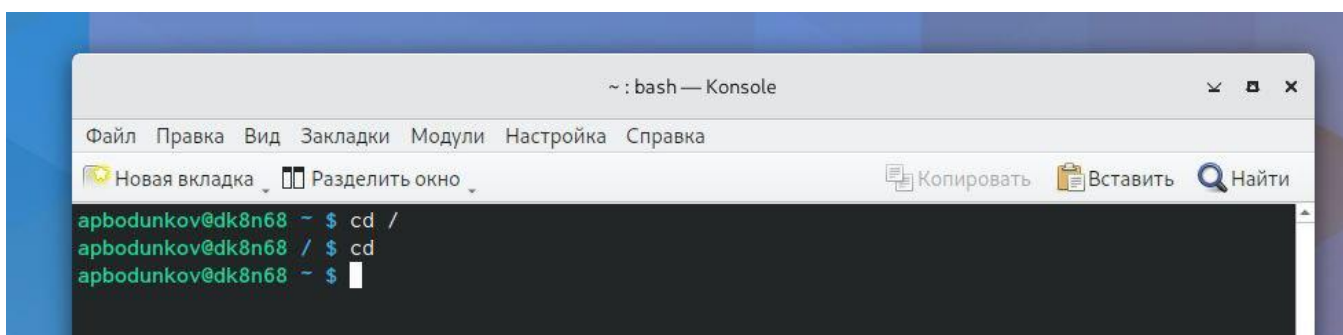 ~ : bash — Konsole
Файл Правка Вид Закладки Модули Настройка Справка
Новая вкладка Разделить окно Копировать Вставить Найти
apbodunkov@dk8n68 ~ $ cd /
apbodunkov@dk8n68 / $ cd
apbodunkov@dk8n68 ~ $